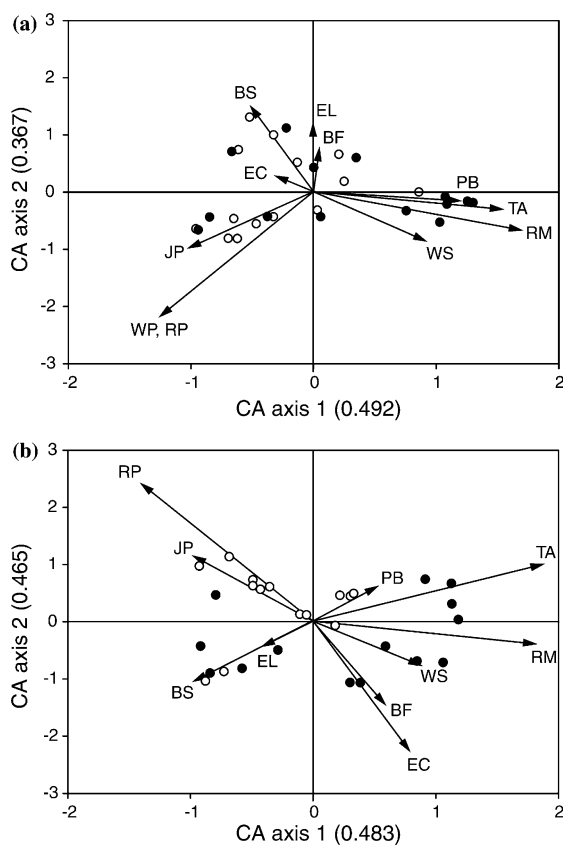 (a)
3
2
1
0
-1
-2
-3
CA axis 2 (0.367)
BS
EL
BF
EC
PB
TA
RM
WS
JP
WP, RP
-2
-1
0
1
2
CA axis 1 (0.492)
(b)
3
2
1
0
-1
-2
-3
CA axis 2 (0.465)
RP
JP
PB
TA
EL
BS
WS
RM
BF
EC
-2
-1
0
1
2
CA axis 1 (0.483)